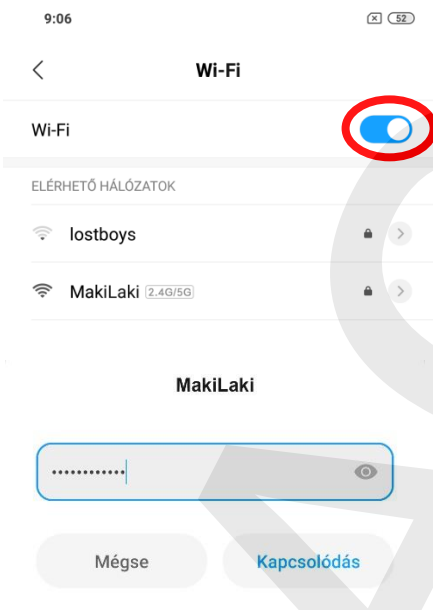 9:06
52
Wi-Fi
Wi-Fi
ELÉRHETŐ HÁLÓZATOK
lostboys
MakiLaki 2.4G/5G
MakiLaki
••••••••••••
Mégse Kapcsolódás